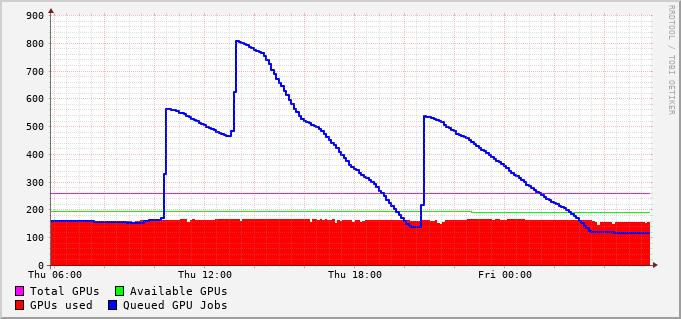 RRDTOOL / TOBI OETIKER
900
800
700
600
500
400
300
200
100
0
Thu 06:00 Thu 12:00 Thu 18:00 Fri 00:00
Total GPUs Available GPUs
GPUs used Queued GPU Jobs